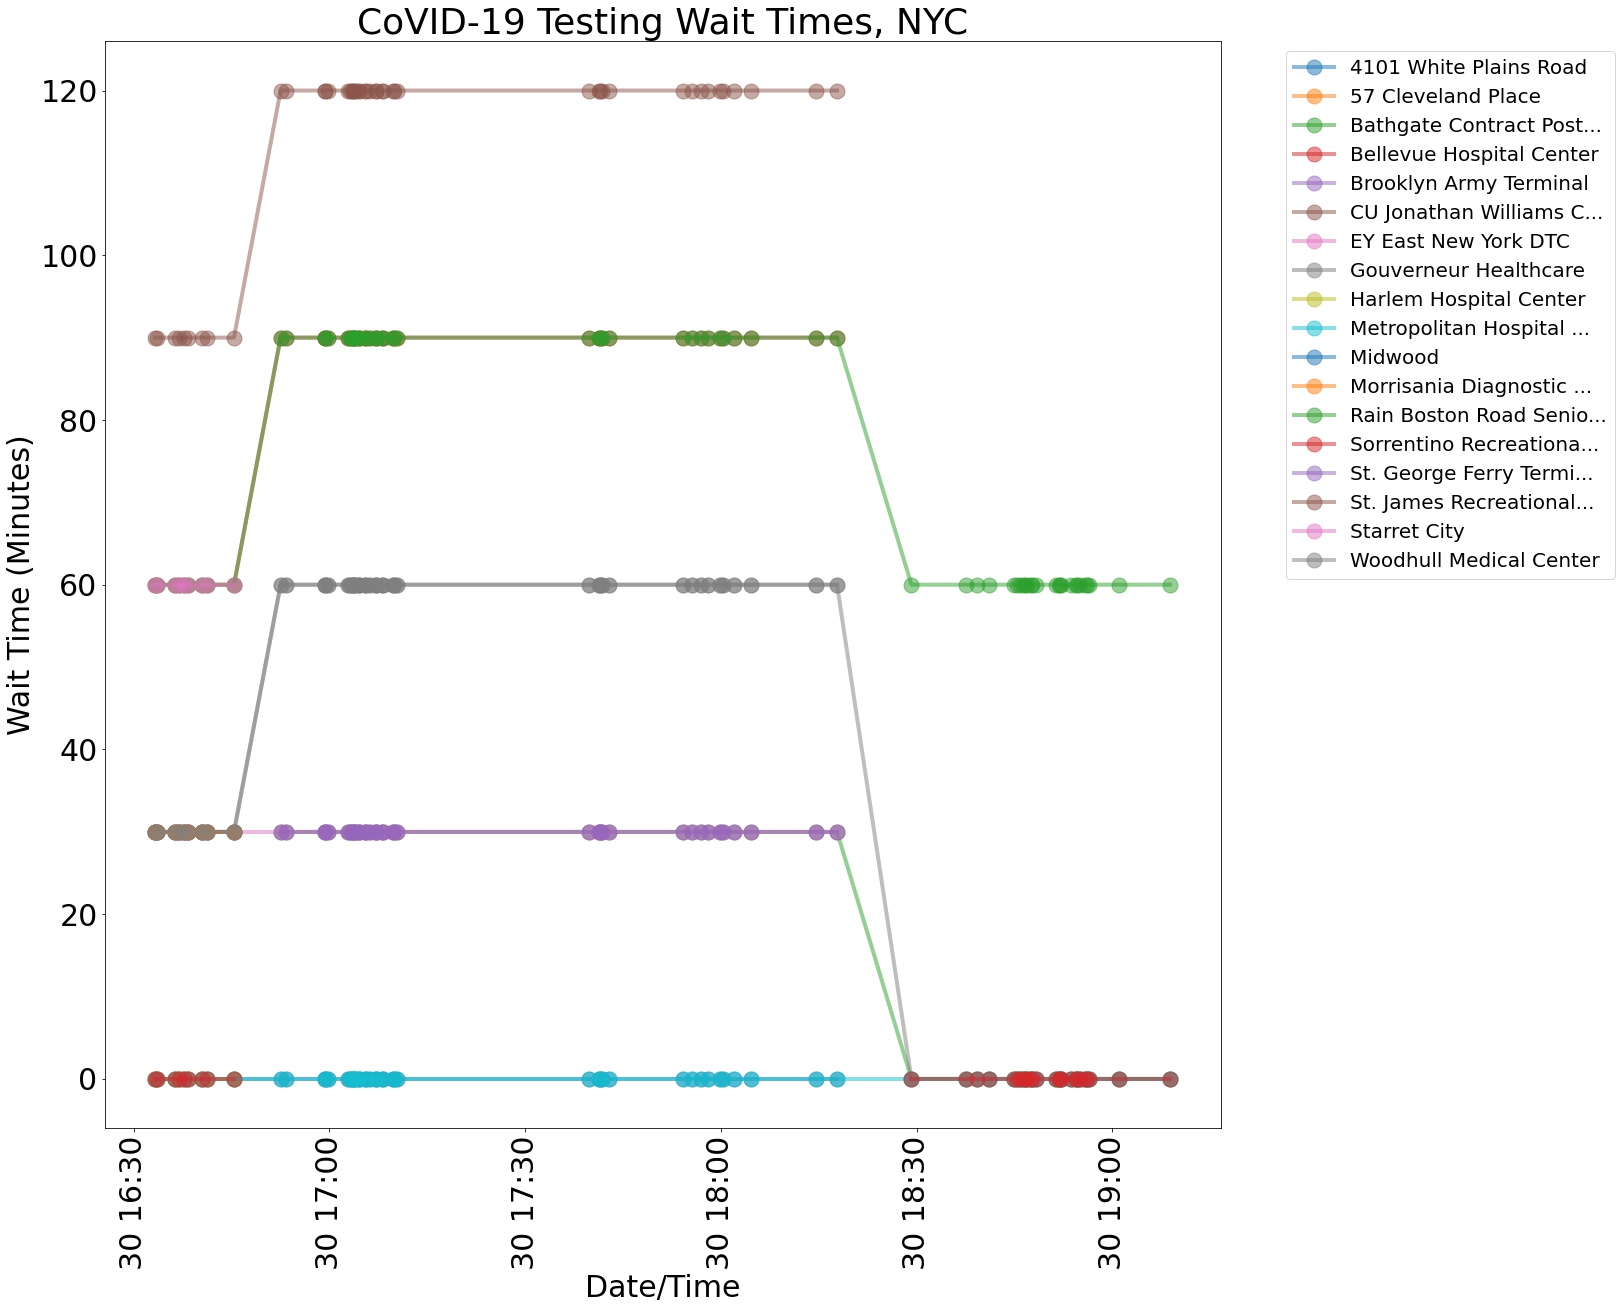 CoVID-19 Testing Wait Times, NYC
Wait Time (Minutes)
120
100
80
60
40
20
0
30 16:30
30 17:00
30 17:30
30 18:00
30 18:30
30 19:00
Date/Time
4101 White Plains Road
57 Cleveland Place
Bathgate Contract Post...
Bellevue Hospital Center
Brooklyn Army Terminal
CU Jonathan Williams C...
EY East New York DTC
Gouverneur Healthcare
Harlem Hospital Center
Metropolitan Hospital ...
Midwood
Morrisania Diagnostic ...
Rain Boston Road Senio...
Sorrentino Recreationa...
St. George Ferry Termi...
St. James Recreational...
Starret City
Woodhull Medical Center